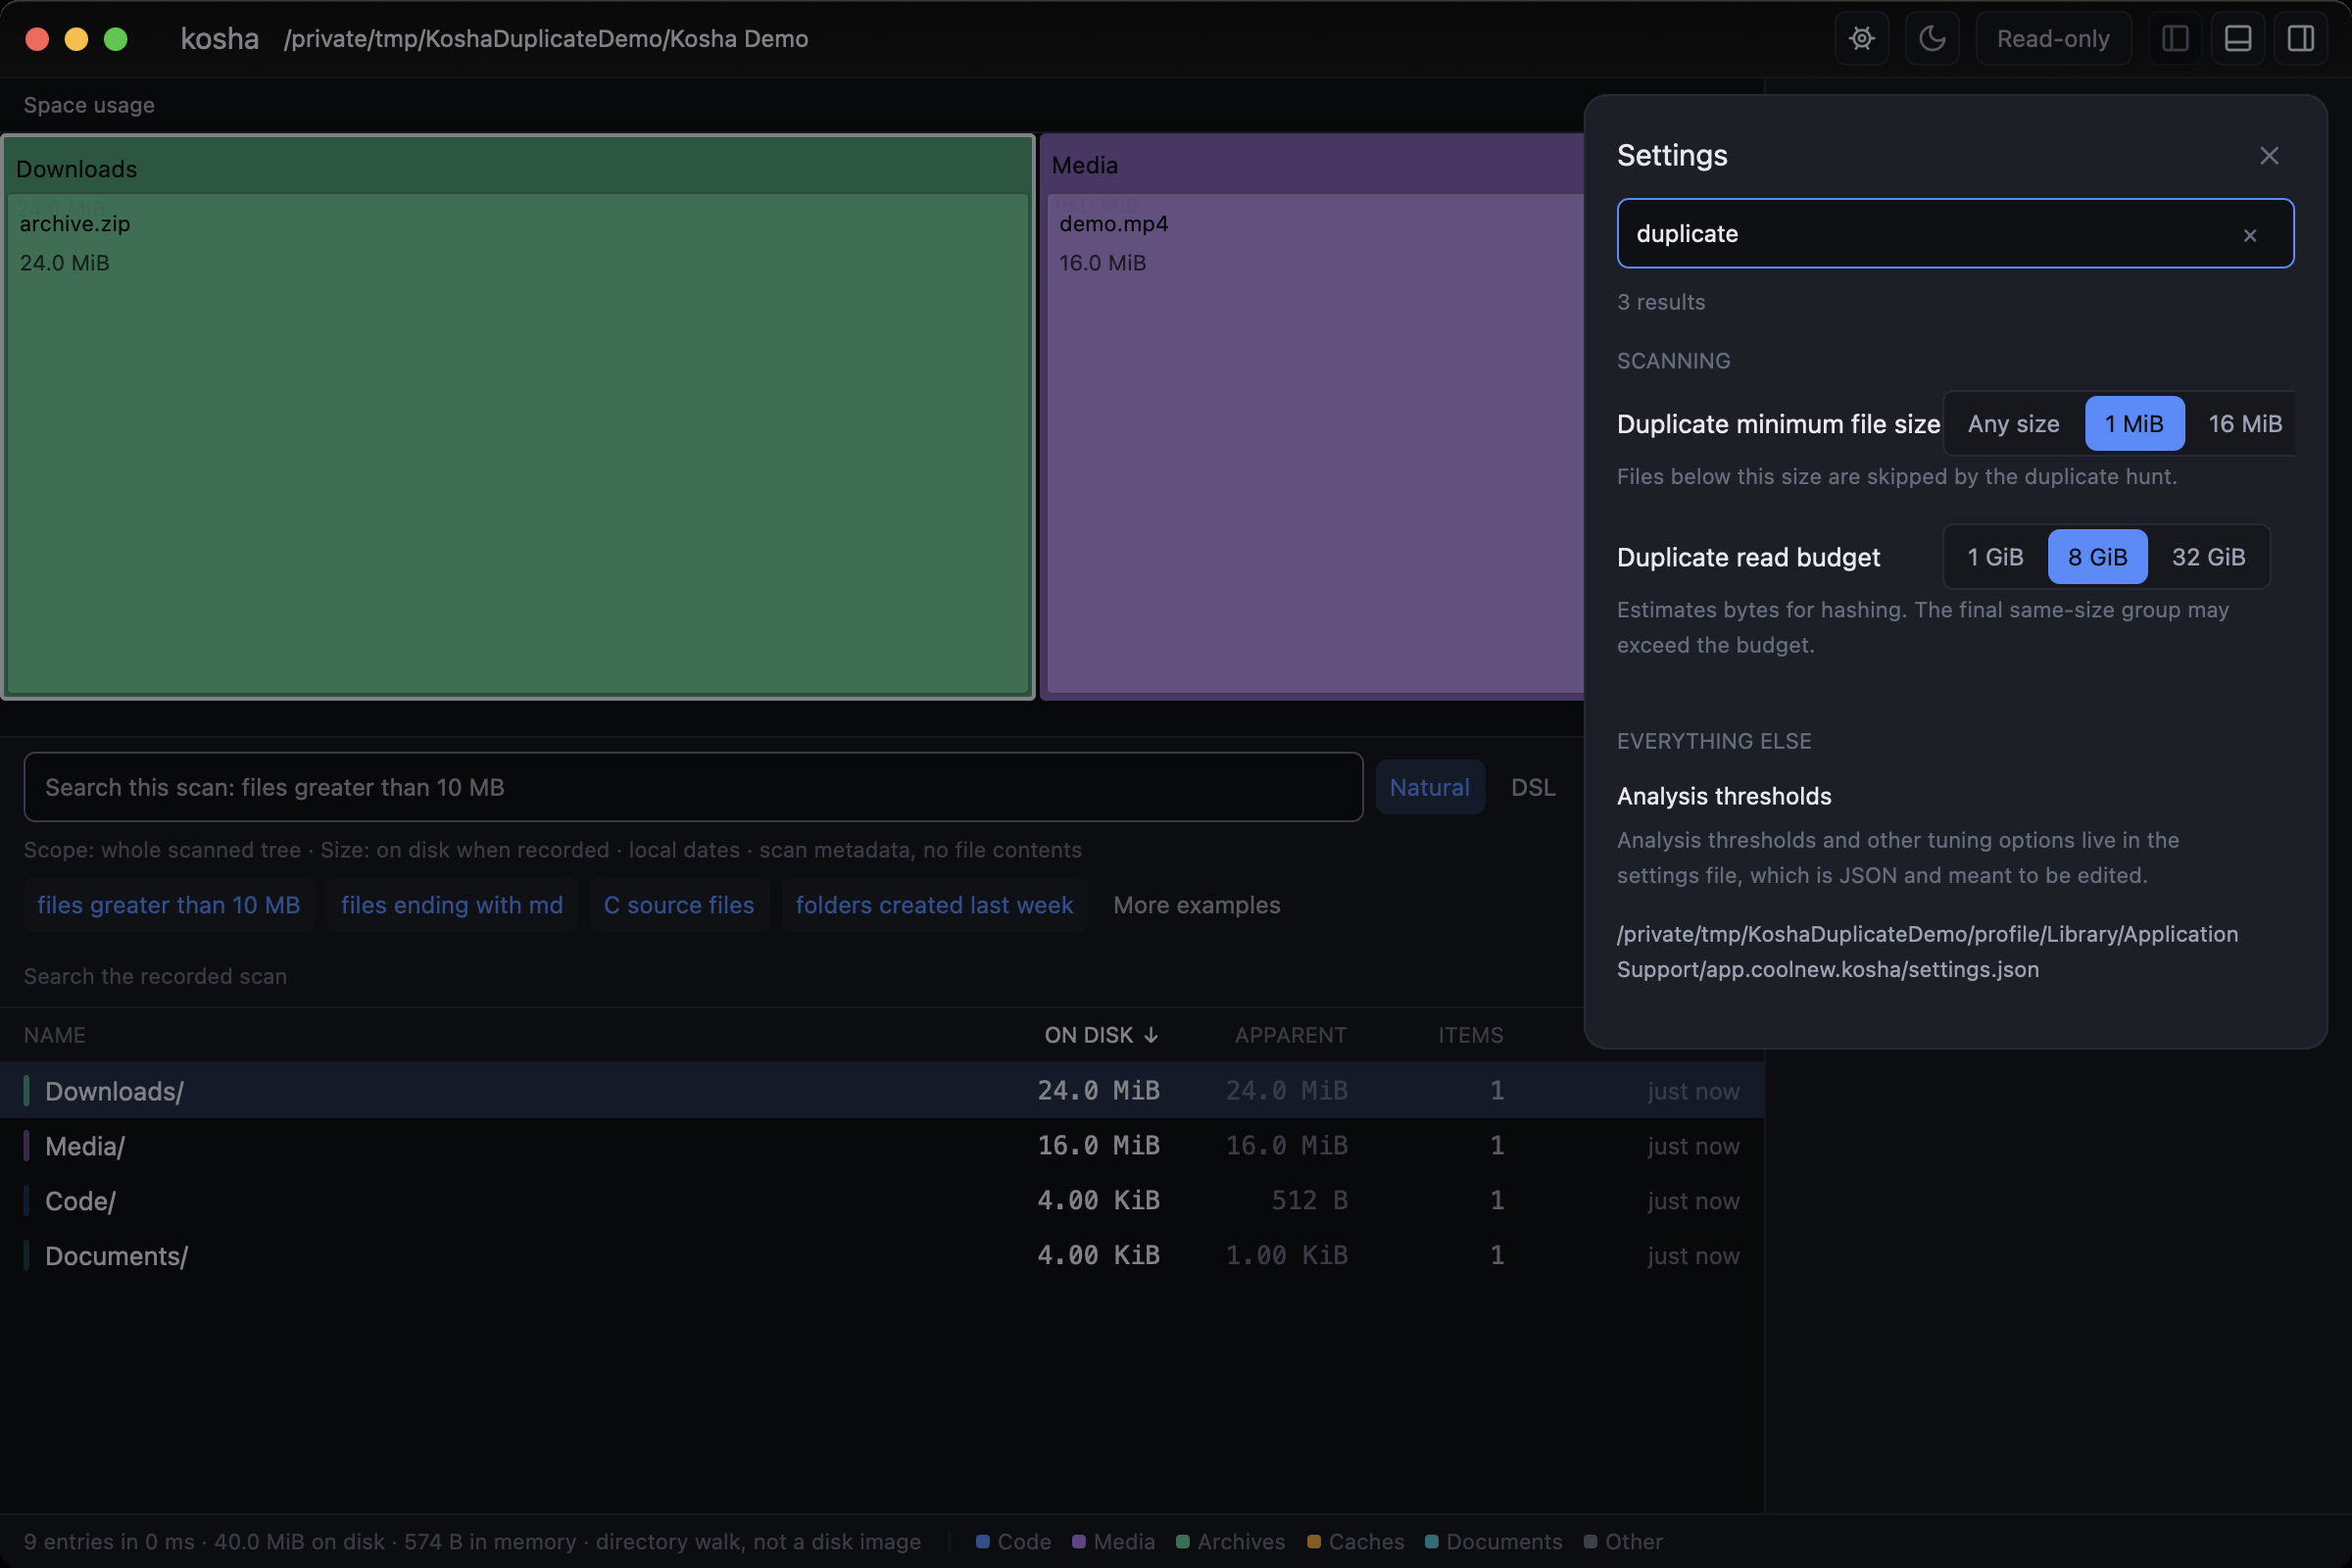 kosha /private/tmp/KoshaDuplicateDemo/Kosha Demo
Read-only
Space usage
Downloads
archive.zip
24.0 MiB
Media
demo.mp4
16.0 MiB
Settings
duplicate
3 results
SCANNING
Duplicate minimum file size Any size 1 MiB 16 MiB
Files below this size are skipped by the duplicate hunt.
Duplicate read budget 1 GiB 8 GiB 32 GiB
Estimates bytes for hashing. The final same-size group may
exceed the budget.
EVERYTHING ELSE
Analysis thresholds
Analysis thresholds and other tuning options live in the
settings file, which is JSON and meant to be edited.
/private/tmp/KoshaDuplicateDemo/profile/Library/Application
Support/app.coolnew.kosha/settings.json
Search this scan: files greater than 10 MB Natural DSL
Scope: whole scanned tree · Size: on disk when recorded · local dates · scan metadata, no file contents
files greater than 10 MB files ending with md C source files folders created last week More examples
Search the recorded scan
NAME ON DISK ↓ APPARENT ITEMS
Downloads/ 24.0 MiB 24.0 MiB 1 just now
Media/ 16.0 MiB 16.0 MiB 1 just now
Code/ 4.00 KiB 512 B 1 just now
Documents/ 4.00 KiB 1.00 KiB 1 just now
9 entries in 0 ms · 40.0 MiB on disk · 574 B in memory · directory walk, not a disk image Code Media Archives Caches Documents Other